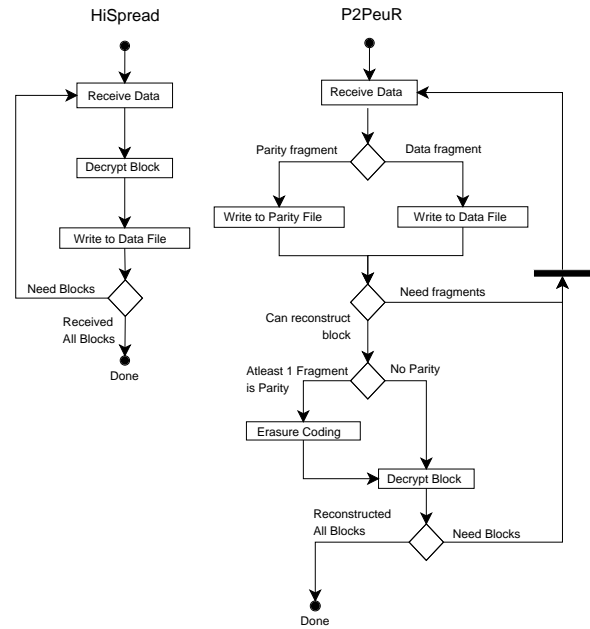 HiSpread
Receive Data
Decrypt Block
Write to Data File
Need Blocks
Received
All Blocks
Done
P2PeuR
Receive Data
Parity fragment
Data fragment
Write to Parity File
Write to Data File
Need fragments
Can reconstruct
block
Atleast 1 Fragment
is Parity
No Parity
Erasure Coding
Decrypt Block
Reconstructed
All Blocks
Need Blocks
Done